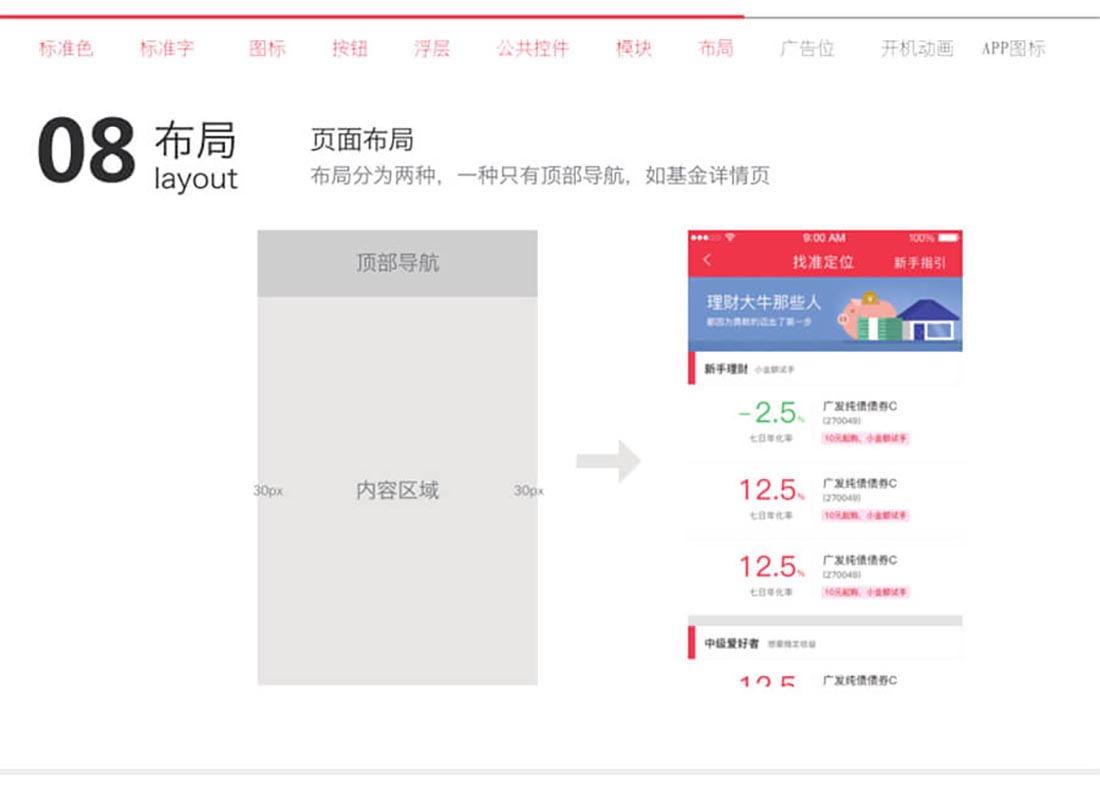 标准色 标准字 图标 按钮 浮层 公共控件 模块 布局 广告位 开机动画 APP图标
08 布局
layout
页面布局
布局分为两种，一种只有顶部导航，如基金详情页
顶部导航
30px 内容区域 30px
9:00 AM 100%
找准定位 新手指引
理财大牛那些人
都因为勇敢的迈出了第一步
新手理财 小金额试手
-2.5% 广发纯债债券C
(270049)
七日年化率 10元起购、小金额试手
12.5% 广发纯债债券C
(270049)
七日年化率 10元起购、小金额试手
12.5% 广发纯债债券C
(270049)
七日年化率 10元起购、小金额试手
中级爱好者
12.5 广发纯债债券C